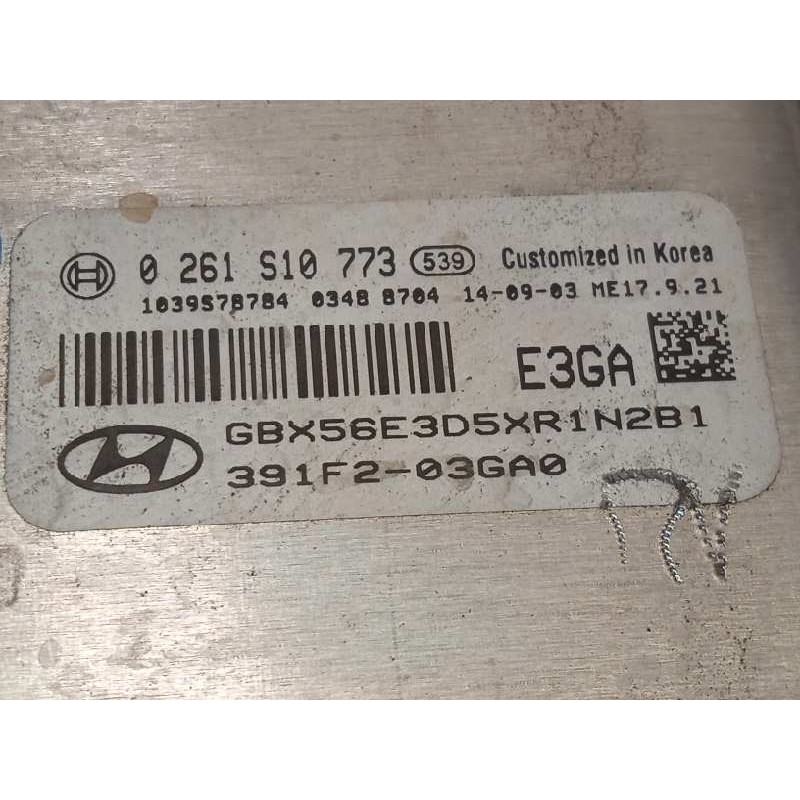 0 261 S10 773 539 Customized in Korea
1039S78784 0348 8704 14-09-03 ME17.9.21
E3GA
GBX56E3D5XR1N2B1
391F2-03GA0